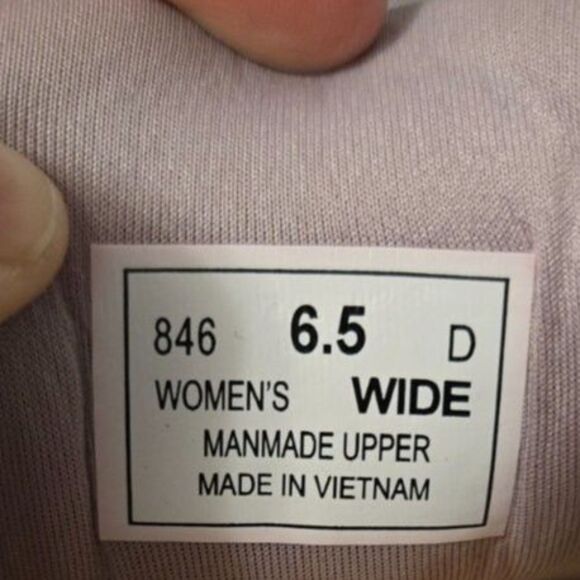 846 6.5 D
WOMEN'S WIDE
MANMADE UPPER
MADE IN VIETNAM